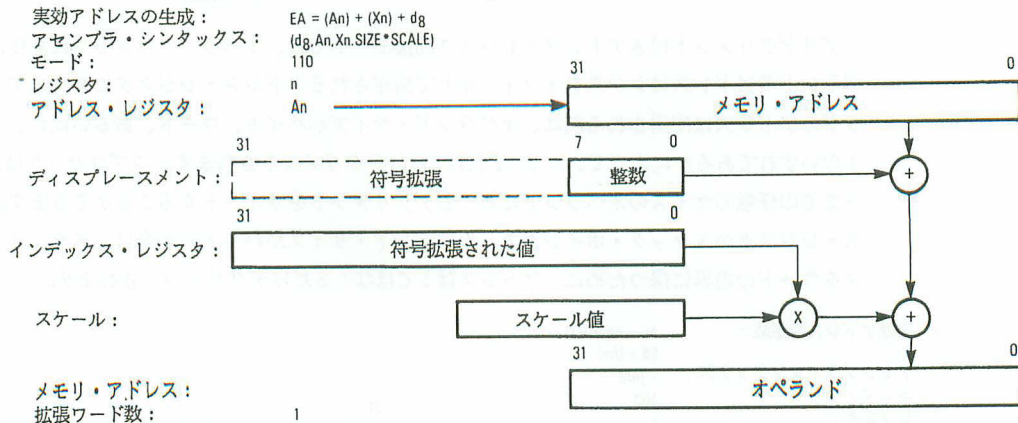 実効アドレスの生成： EA = (An) + (Xn) + d8
アセンブラ・シンタックス： (d8,An,Xn.SIZE*SCALE)
モード： 110
レジスタ： n
31 0
アドレス・レジスタ： An メモリ・アドレス
31 7 0
ディスプレースメント： 符号拡張 整数 +
31 0
インデックス・レジスタ： 符号拡張された値
スケール： スケール値 X +
31 0
メモリ・アドレス： オペランド
拡張ワード数： 1